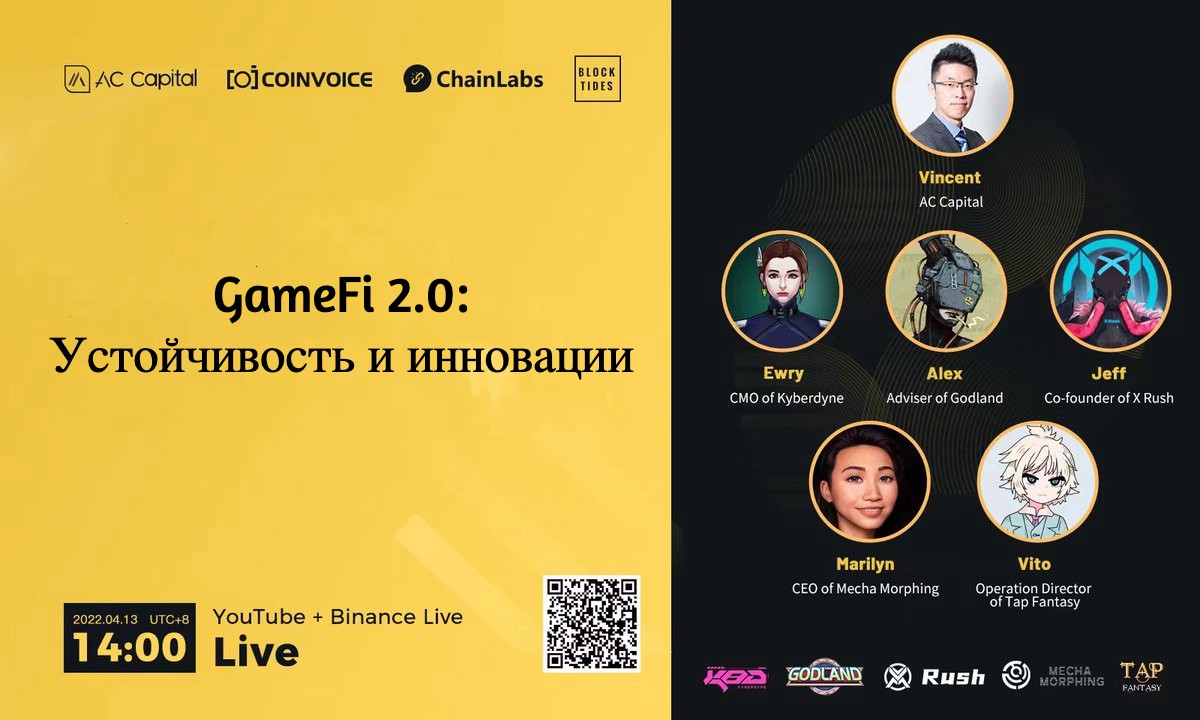 AC Capital
COINVOICE
ChainLabs
BLOCK
TIDES
GameFi 2.0:
Устойчивость и инновации
2022.04.13 UTC+8
14:00
YouTube + Binance Live
Live
Vincent
AC Capital
Ewry
CMO of Kyberdyne
Alex
Adviser of Godland
Jeff
Co-founder of X Rush
Marilyn
CEO of Mecha Morphing
Vito
Operation Director
of Tap Fantasy
KBD
KYBERDYNE
GODLAND
Rush
MECHA
MORPHING
TAP
FANTASY